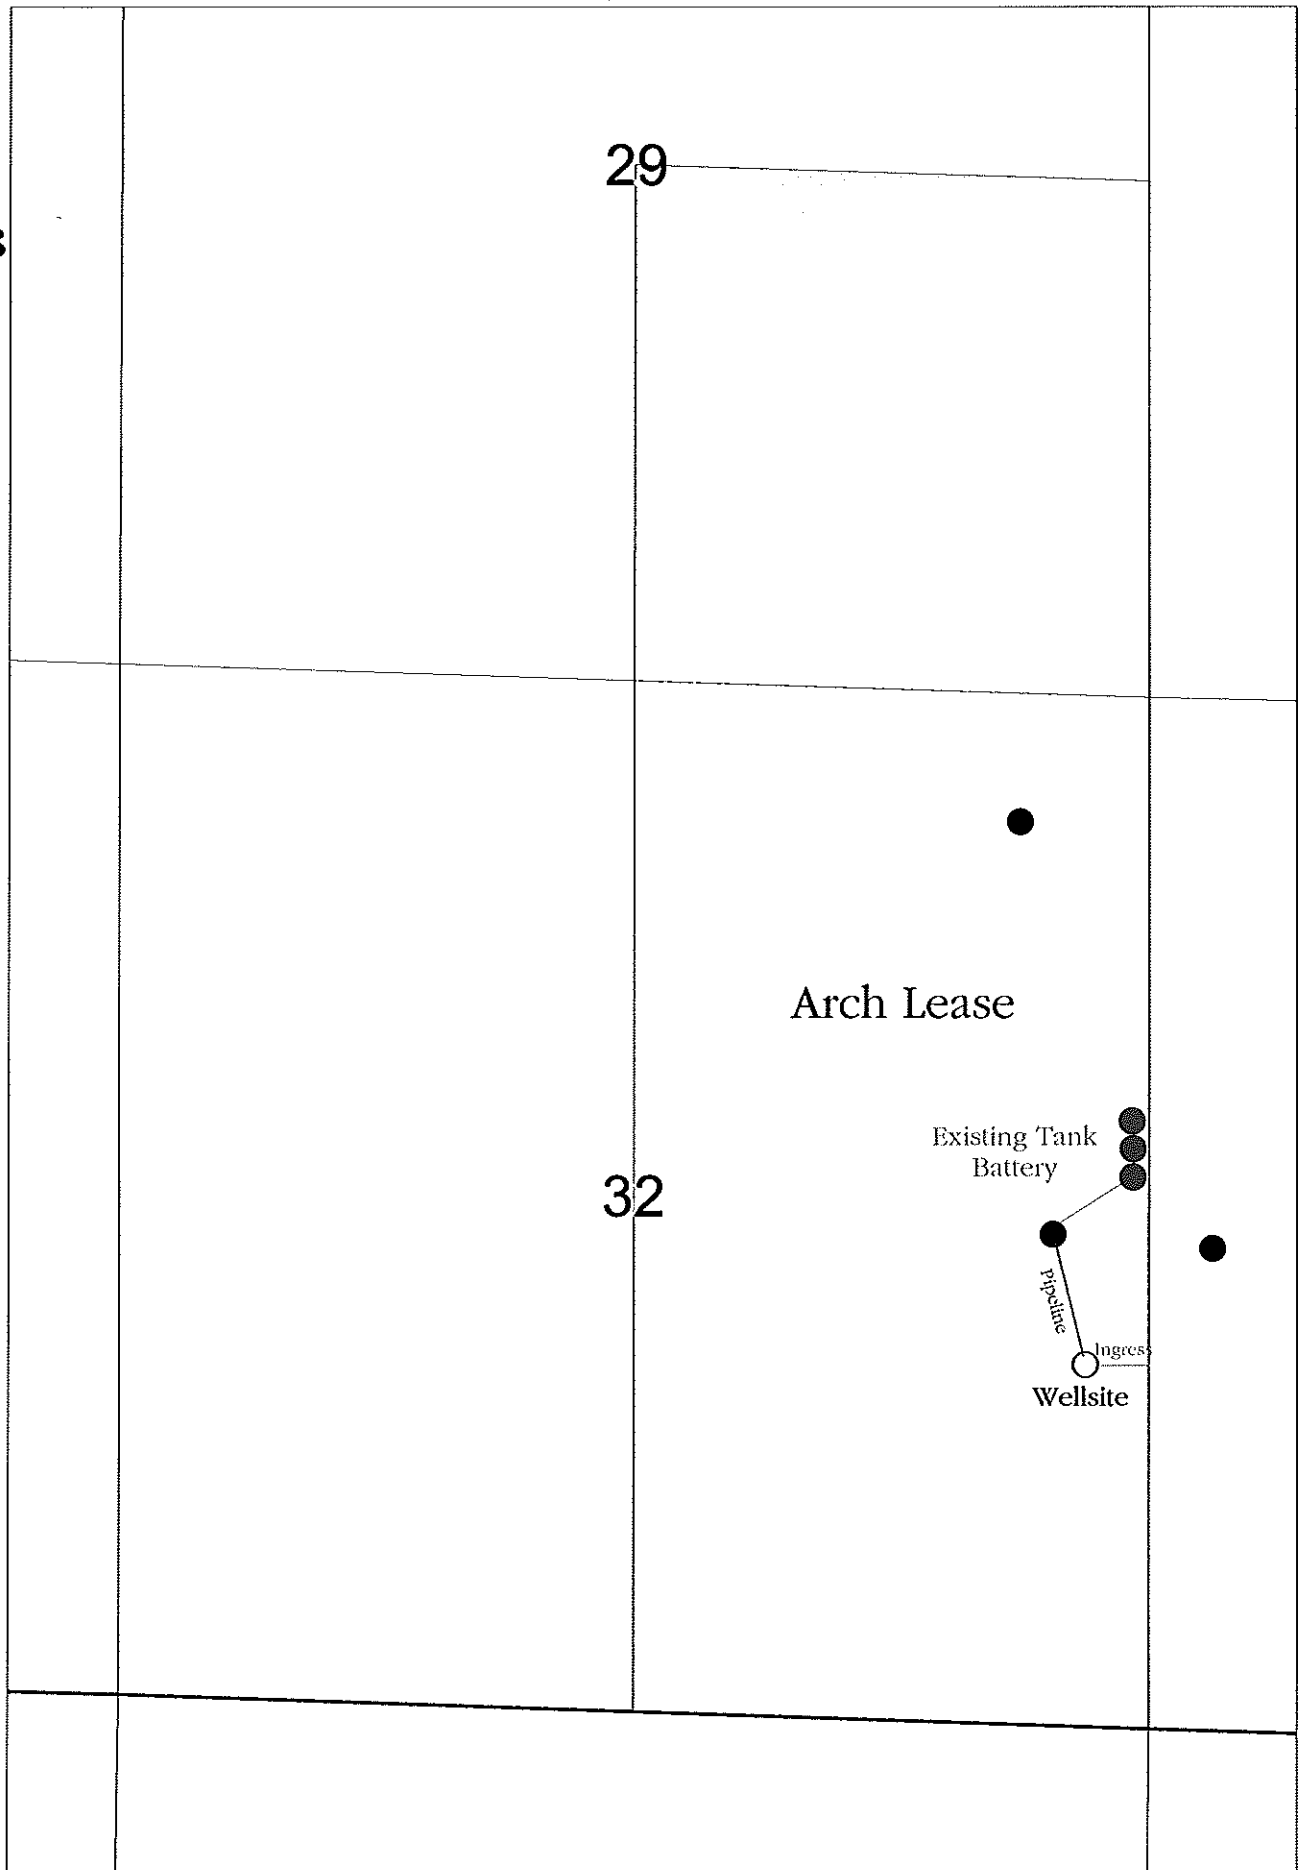 29
Arch Lease
Existing Tank
Battery
32
Pipeline
Ingress
Wellsite